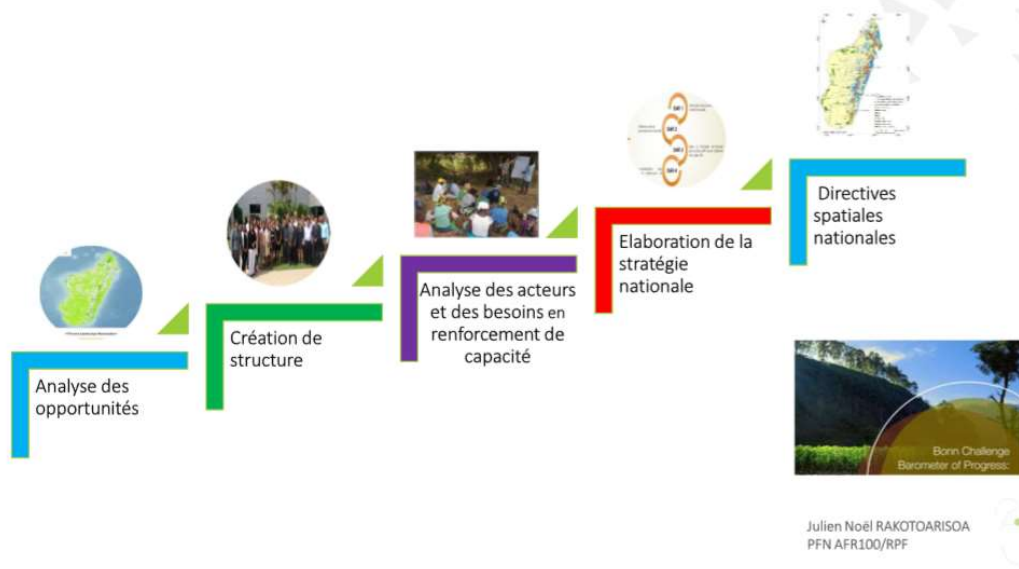 Analyse des
opportunités
Création de
structure
Analyse des acteurs
et des besoins en
renforcement de
capacité
Elaboration de la
stratégie
nationale
Directives
spatiales
nationales
Bonn Challenge
Barometer of Progress:
Julien Noël RAKOTOARISOA
PFN AFR100/RPF